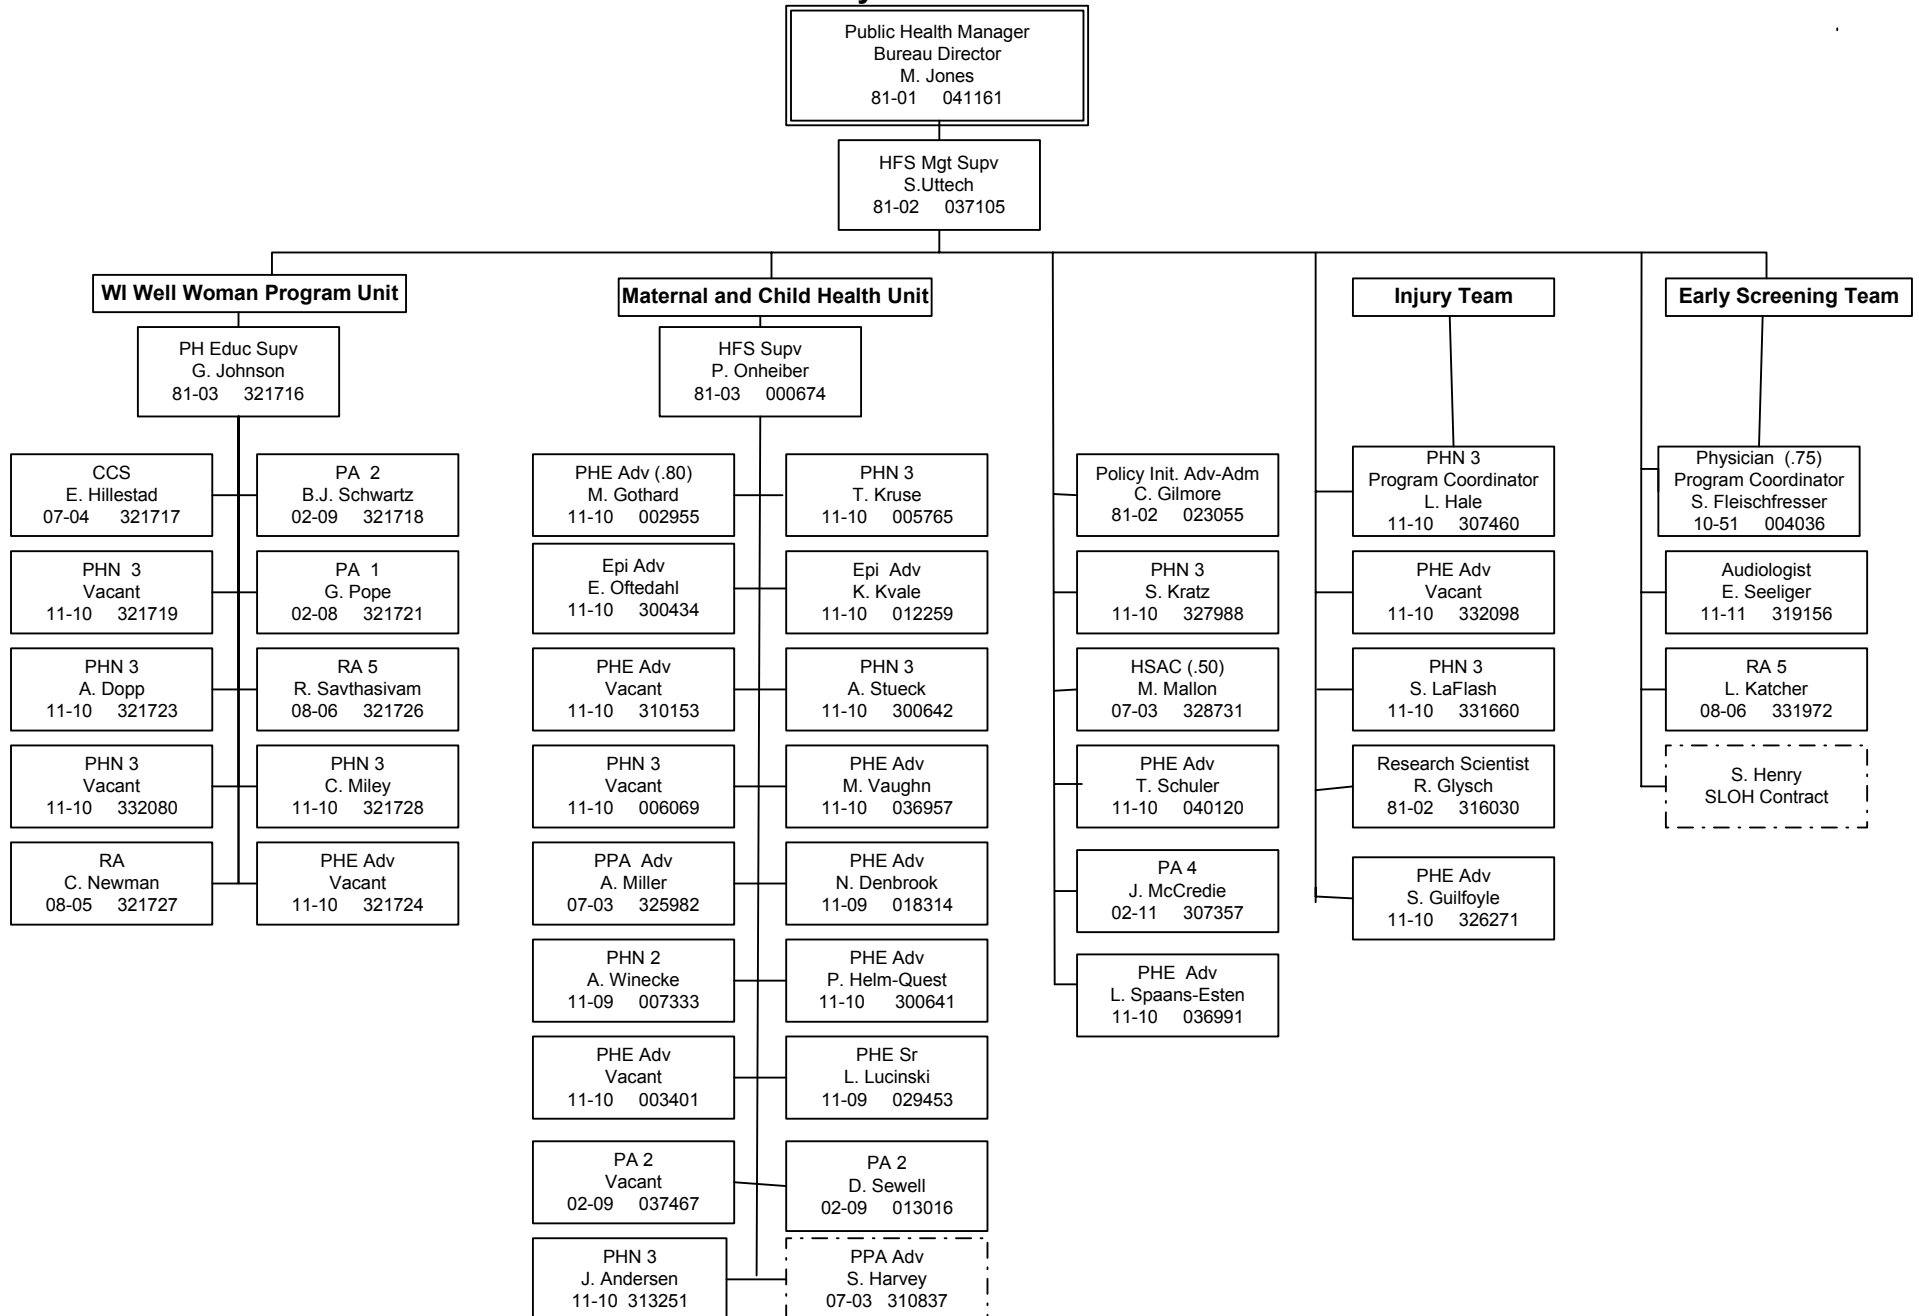 Public Health Manager
Bureau Director
M. Jones
81-01 041161
HFS Mgt Supv
S.Uttech
81-02 037105
WI Well Woman Program Unit
PH Educ Supv
G. Johnson
81-03 321716
CCS
E. Hillestad
07-04 321717
PA 2
B.J. Schwartz
02-09 321718
PHN 3
Vacant
11-10 321719
PA 1
G. Pope
02-08 321721
PHN 3
A. Dopp
11-10 321723
RA 5
R. Savthasivam
08-06 321726
PHN 3
Vacant
11-10 332080
PHN 3
C. Miley
11-10 321728
RA
C. Newman
08-05 321727
PHE Adv
Vacant
11-10 321724
Maternal and Child Health Unit
HFS Supv
P. Onheiber
81-03 000674
PHE Adv (.80)
M. Gothard
11-10 002955
PHN 3
T. Kruse
11-10 005765
Epi Adv
E. Oftedahl
11-10 300434
Epi Adv
K. Kvale
11-10 012259
PHE Adv
Vacant
11-10 310153
PHN 3
A. Stueck
11-10 300642
PHN 3
Vacant
11-10 006069
PHE Adv
M. Vaughn
11-10 036957
PPA Adv
A. Miller
07-03 325982
PHE Adv
N. Denbrook
11-09 018314
PHN 2
A. Winecke
11-09 007333
PHE Adv
P. Helm-Quest
11-10 300641
PHE Adv
Vacant
11-10 003401
PHE Sr
L. Lucinski
11-09 029453
PA 2
Vacant
02-09 037467
PA 2
D. Sewell
02-09 013016
PHN 3
J. Andersen
11-10 313251
PPA Adv
S. Harvey
07-03 310837
Policy Init. Adv-Adm
C. Gilmore
81-02 023055
PHN 3
S. Kratz
11-10 327988
HSAC (.50)
M. Mallon
07-03 328731
PHE Adv
T. Schuler
11-10 040120
PA 4
J. McCredie
02-11 307357
PHE Adv
L. Spaans-Esten
11-10 036991
Injury Team
PHN 3
Program Coordinator
L. Hale
11-10 307460
PHE Adv
Vacant
11-10 332098
PHN 3
S. LaFlash
11-10 331660
Research Scientist
R. Glysch
81-02 316030
PHE Adv
S. Guilfoyle
11-10 326271
Early Screening Team
Physician (.75)
Program Coordinator
S. Fleischfresser
10-51 004036
Audiologist
E. Seeliger
11-11 319156
RA 5
L. Katcher
08-06 331972
S. Henry
SLOH Contract